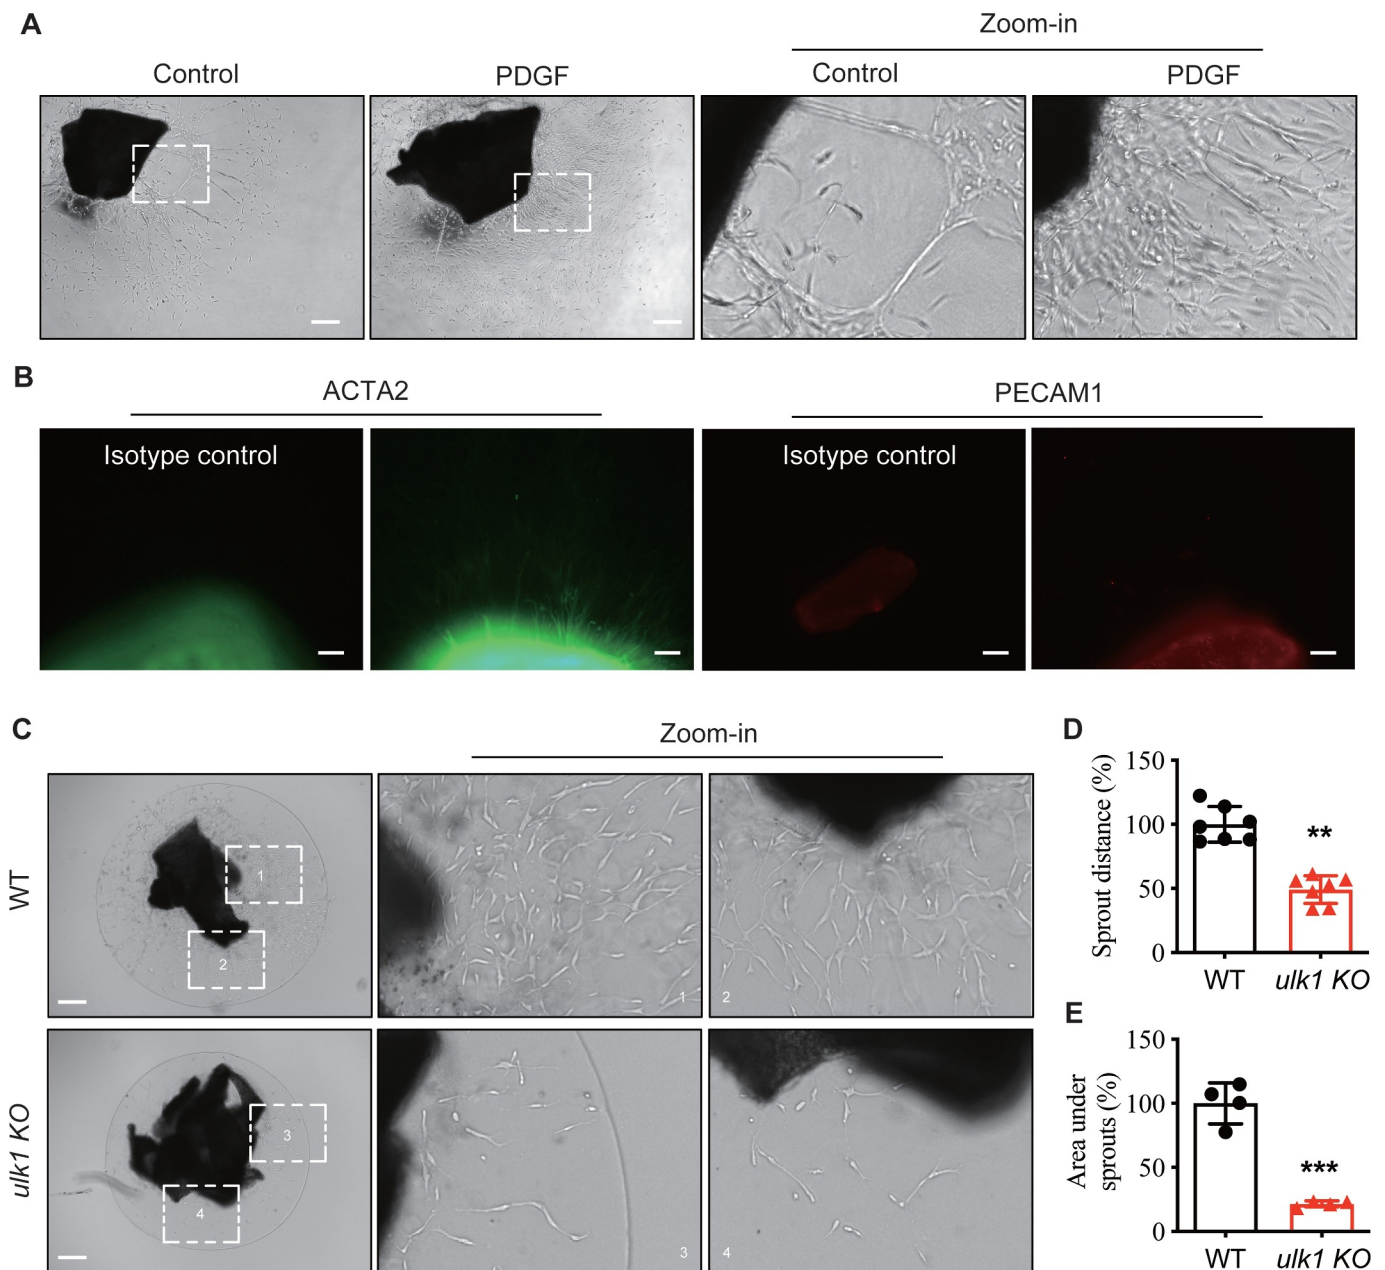 A
Zoom-in
Control
PDGF
Control
PDGF
B
ACTA2
PECAM1
Isotype control
Isotype control
C
Zoom-in
WT
1
2
1
2
ulk1 KO
3
4
3
4
D
Sprout distance (%)
150
100
50
0
**
WT
ulk1 KO
E
Area under
sprouts (%)
150
100
50
0
***
WT
ulk1 KO